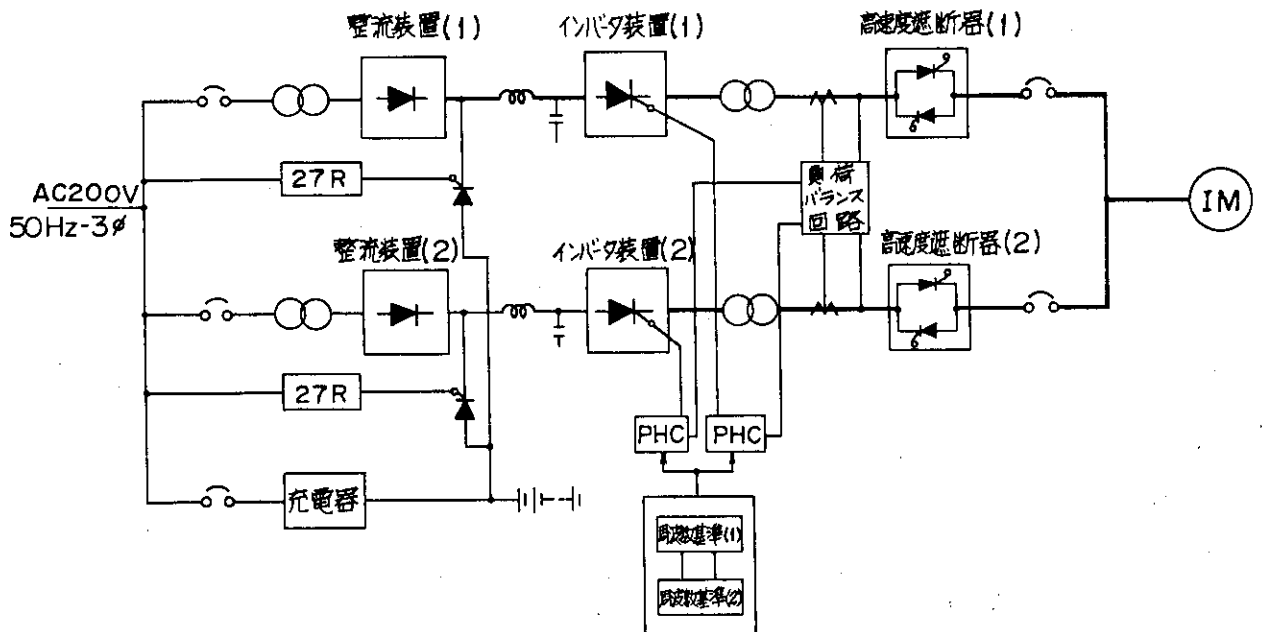 整流装置(1)
インバータ装置(1)
高速度遮断器(1)
27R
AC200V
50Hz-3φ
負荷
バランス
回路
IM
整流装置(2)
インバータ装置(2)
高速度遮断器(2)
27R
PHC
PHC
充電器
周波数基準(1)
周波数基準(2)